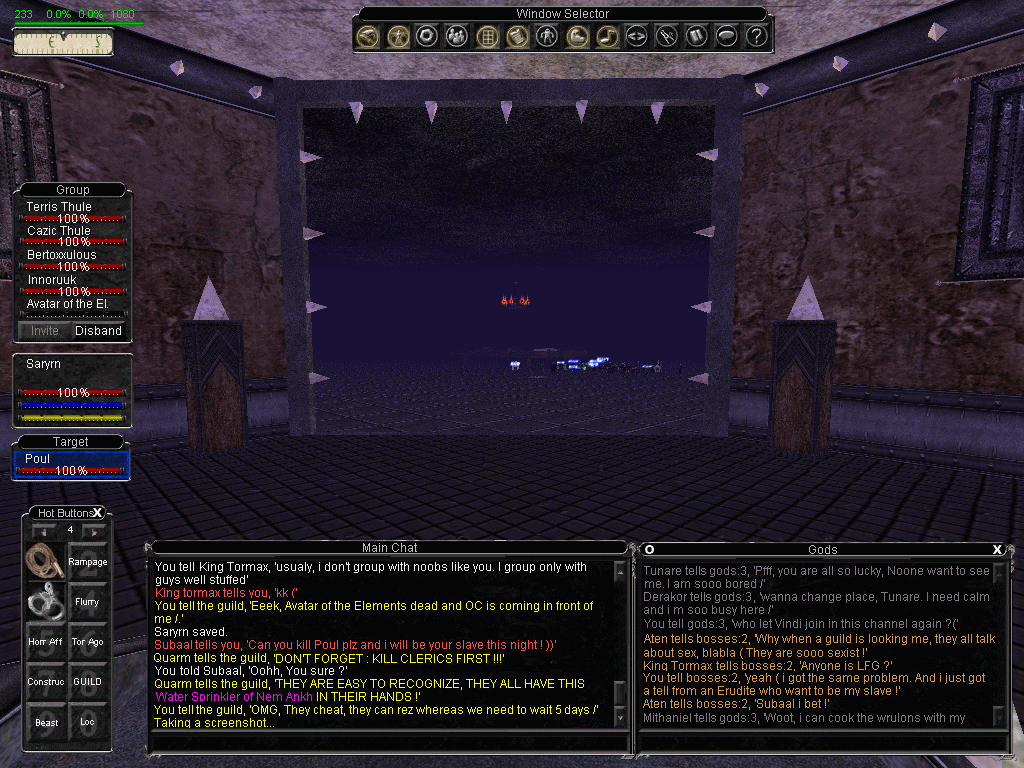 233 0.0% 0.0% 1080
Window Selector
Group
Terris Thule
100%
Cazic Thule
100%
Bertoxxulous
100%
Innoruuk
100%
Avatar of the El.
Invite Disband
Saryrn
100%
Target
Poul
100%
Hot Buttons X
4
Rampage
Flurry
Horr Aff Tor Ago
Construc GUILD
Beast Loc
Main Chat
You tell King Tormax, 'usualy, i don't group with noobs like you. I group only with
guys well stuffed'
King tormax tells you, 'kk ('
You tell the guild, 'Eeek, Avatar of the Elements dead and OC is coming in front of
me /.'
Saryrn saved.
Subaal tells you, 'Can you kill Poul plz and i will be your slave this night ! ))'
Quarm tells the guild, 'DON'T FORGET : KILL CLERICS FIRST !!!'
You told Subaal, 'Oohh, You sure ?'
Quarm tells the guild, 'THEY ARE EASY TO RECOGNIZE, THEY ALL HAVE THIS
'Water Sprinkler of Nem Ankh IN THEIR HANDS !'
You tell the guild, 'OMG, They cheat, they can rez whereas we need to wait 5 days /'
Taking a screenshot...
O Gods X
Tunare tells gods:3, 'Pfff, you are all so lucky, Noone want to see
me. I am sooo bored /'
Derakor tells gods:3, 'wanna change place, Tunare. I need calm
and i m soo busy here /'
You tell gods:3, 'who let Vindi join in this channel again ?('
Aten tells bosses:2, 'Why when a guild is looking me, they all talk
about sex, blabla ( They are sooo sexist !'
King Tormax tells bosses:2, 'Anyone is LFG ?'
You tell bosses:2, 'yeah ( i got the same problem. And i just got
a tell from an Erudite who want to be my slave !'
Aten tells bosses:2, 'Subaal i bet !'
Mithaniel tells gods:3, 'Woot, i can cook the wrulons with my